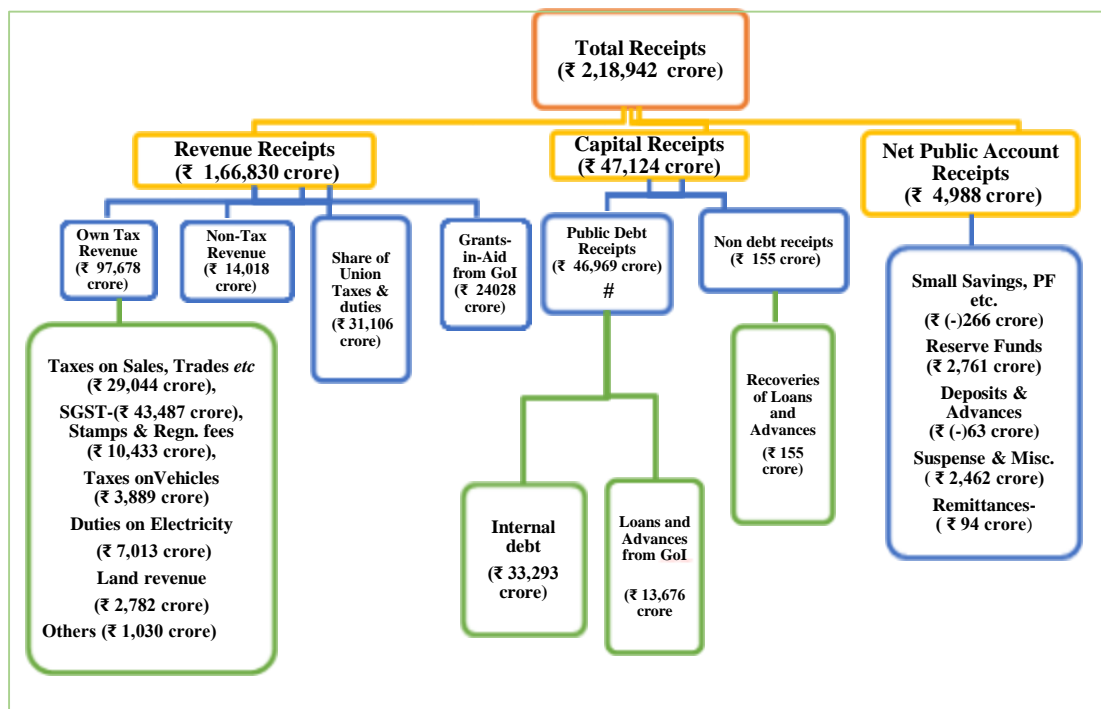 Total Receipts
(₹ 2,18,942 crore)
Revenue Receipts
(₹ 1,66,830 crore)
Capital Receipts
(₹ 47,124 crore)
Net Public Account
Receipts
(₹ 4,988 crore)
Own Tax
Revenue
(₹ 97,678
crore)
Non-Tax
Revenue
(₹ 14,018
crore)
Share of
Union
Taxes &
duties
(₹ 31,106
crore)
Grants-
in-Aid
from GoI
(₹ 24028
crore)
Public Debt
Receipts
(₹ 46,969 crore)
#
Non debt receipts
(₹ 155 crore)
Taxes on Sales, Trades etc
(₹ 29,044 crore),
SGST-(₹ 43,487 crore),
Stamps & Regn. fees
(₹ 10,433 crore),
Taxes onVehicles
(₹ 3,889 crore)
Duties on Electricity
(₹ 7,013 crore)
Land revenue
(₹ 2,782 crore)
Others (₹ 1,030 crore)
Internal
debt
(₹ 33,293
crore)
Loans and
Advances
from GoI
(₹ 13,676
crore
Recoveries
of Loans
and
Advances
(₹ 155
crore)
Small Savings, PF
etc.
(₹ (-)266 crore)
Reserve Funds
(₹ 2,761 crore)
Deposits &
Advances
(₹ (-)63 crore)
Suspense & Misc.
( ₹ 2,462 crore)
Remittances-
( ₹ 94 crore)